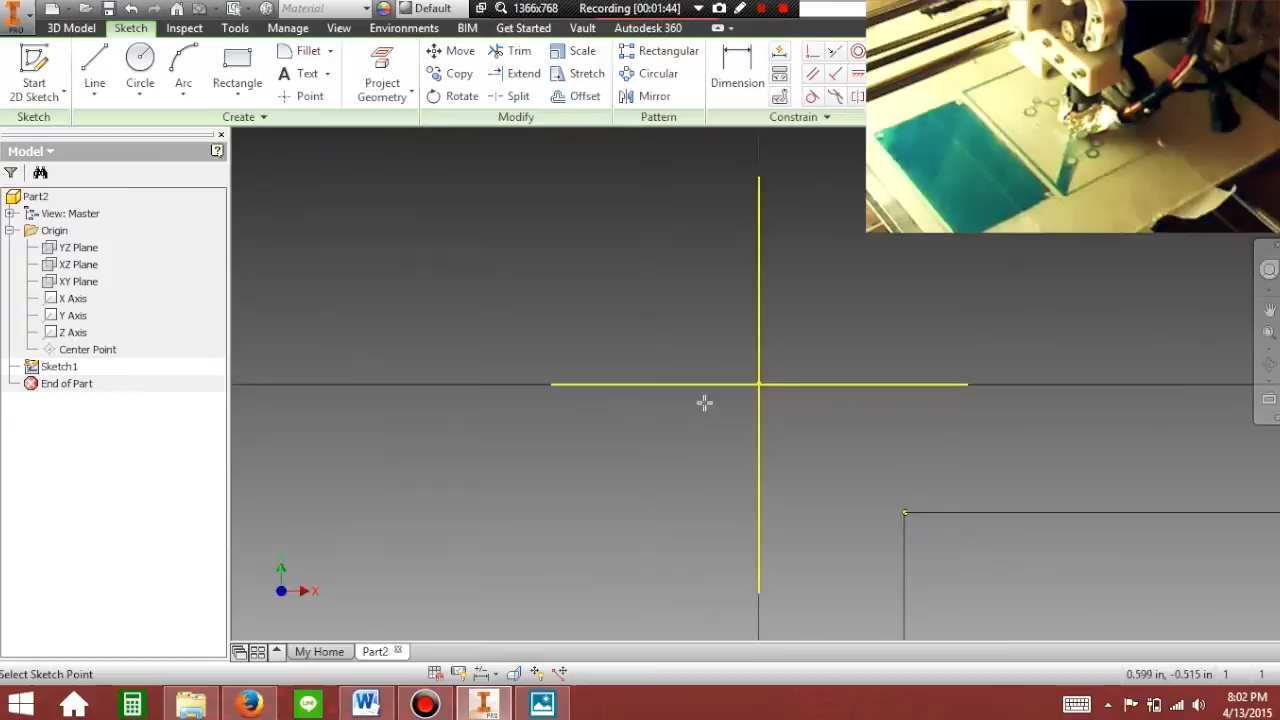 Material
Default
1366x768
Recording [00:01:44]
PRO
3D Model
Sketch
Inspect
Tools
Manage
View
Environments
BIM
Get Started
Vault
Autodesk 360
Start
2D Sketch
Line
Circle
Arc
Rectangle
Fillet
Text
Point
Project
Geometry
Move
Copy
Rotate
Trim
Extend
Split
Scale
Stretch
Offset
Rectangular
Circular
Mirror
Dimension
Sketch
Create
Modify
Pattern
Constrain
Model
Part2
View: Master
Origin
YZ Plane
XZ Plane
XY Plane
X Axis
Y Axis
Z Axis
Center Point
Sketch1
End of Part
X
My Home
Part2
Select Sketch Point
0.599 in, -0.515 in 1 1
8:02 PM
4/13/2015